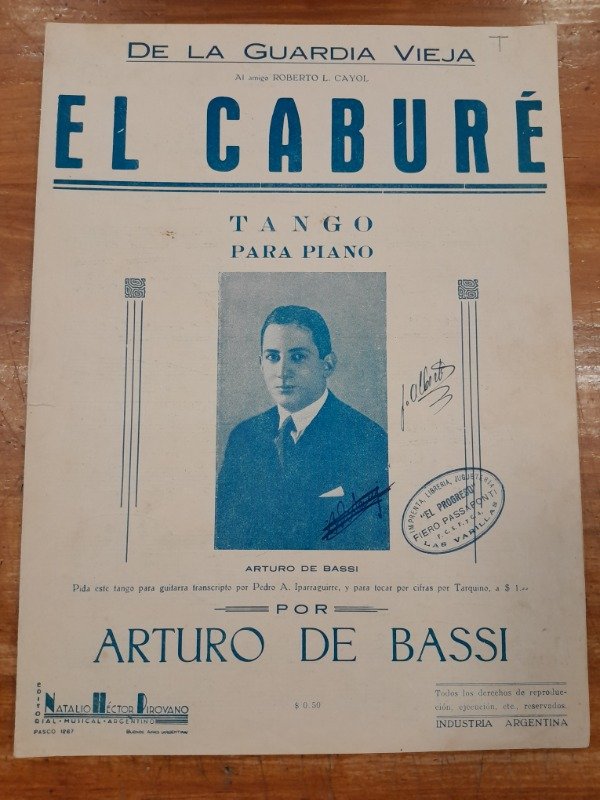 DE LA GUARDIA VIEJA
Al amigo ROBERTO L. CAYOL
EL CABURÉ
TANGO
PARA PIANO
IMPRENTA, LIBRERIA, JUGUETERIA
"EL PROGRESO"
PIERO PASSAPONTI
F.C.C.A.
LAS VARILLAS
ARTURO DE BASSI
Pida este tango para guitarra transcripto por Pedro A. Iparraguirre, y para tocar por cifras por Tarquino, a $ 1.--
POR
ARTURO DE BASSI
EDITORIAL · MUSICAL · ARGENTINO
NATALIO HÉCTOR PIROVANO
PASCO 1267 BUENOS AIRES (ARGENTINA)
$ 0.50
Todos los derechos de reproduc-
ción, ejecución, etc., reservados.
INDUSTRIA ARGENTINA